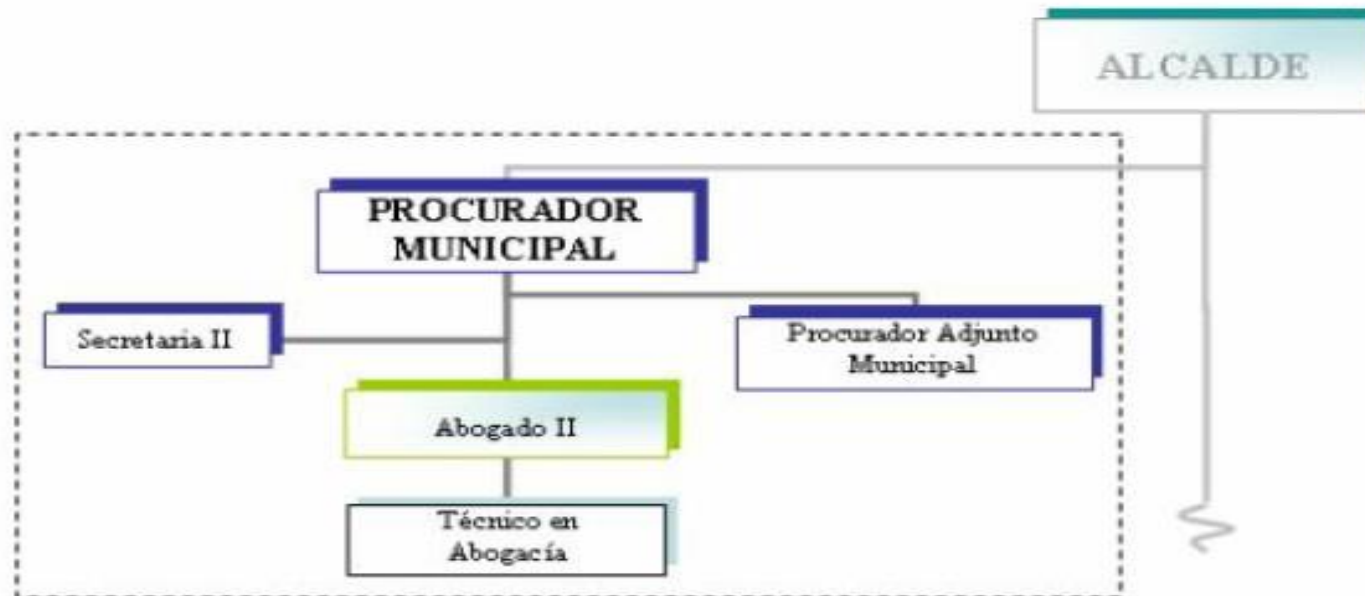 ALCALDE
PROCURADOR
MUNICIPAL
Secretaria II
Procurador Adjunto
Municipal
Abogado II
Técnico en
Abogacía